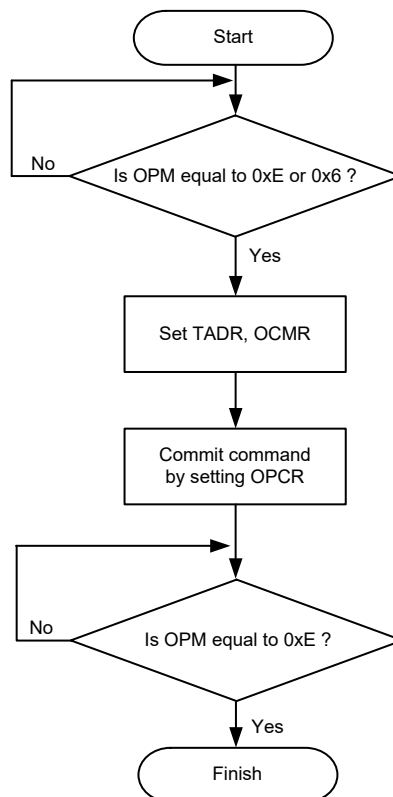 Start
No
Is OPM equal to 0xE or 0x6 ?
Yes
Set TADR, OCMR
Commit command
by setting OPCR
No
Is OPM equal to 0xE ?
Yes
Finish